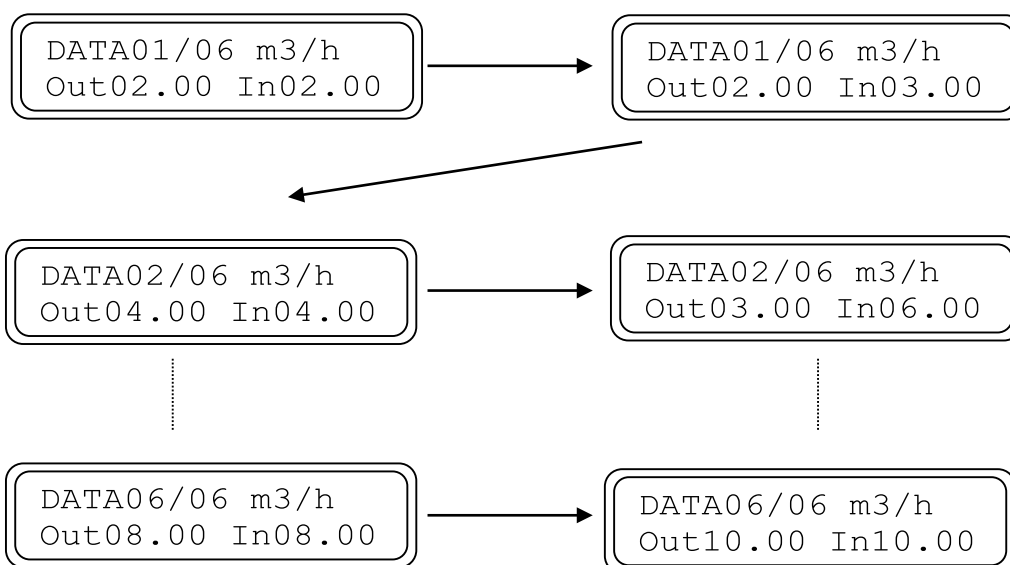 DATA01/06 m3/h
Out02.00 In02.00
DATA01/06 m3/h
Out02.00 In03.00
DATA02/06 m3/h
Out04.00 In04.00
DATA02/06 m3/h
Out03.00 In06.00
DATA06/06 m3/h
Out08.00 In08.00
DATA06/06 m3/h
Out10.00 In10.00